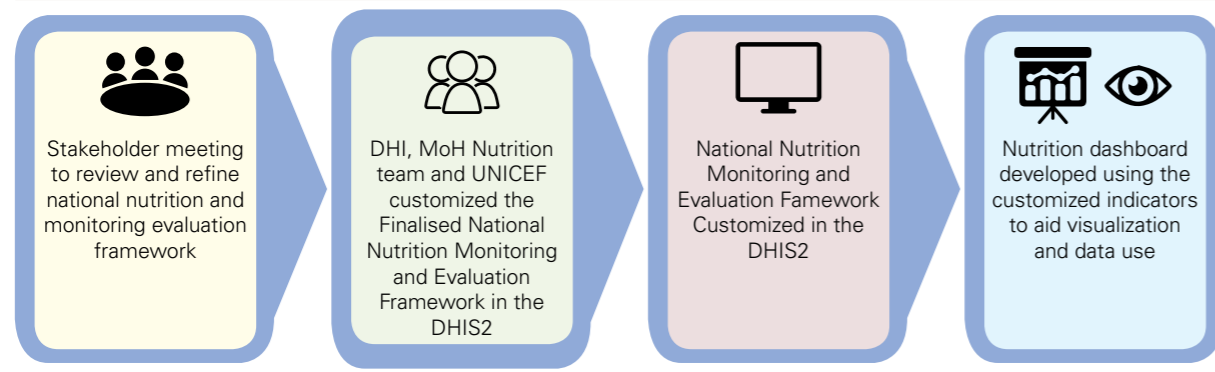 Stakeholder meeting
to review and refine
national nutrition and
monitoring evaluation
framework
DHI, MoH Nutrition
team and UNICEF
customized the
Finalised National
Nutrition Monitoring
and Evaluation
Framework in the
DHIS2
National Nutrition
Monitoring and
Evaluation Famework
Customized in the
DHIS2
Nutrition dashboard
developed using the
customized indicators
to aid visualization
and data use